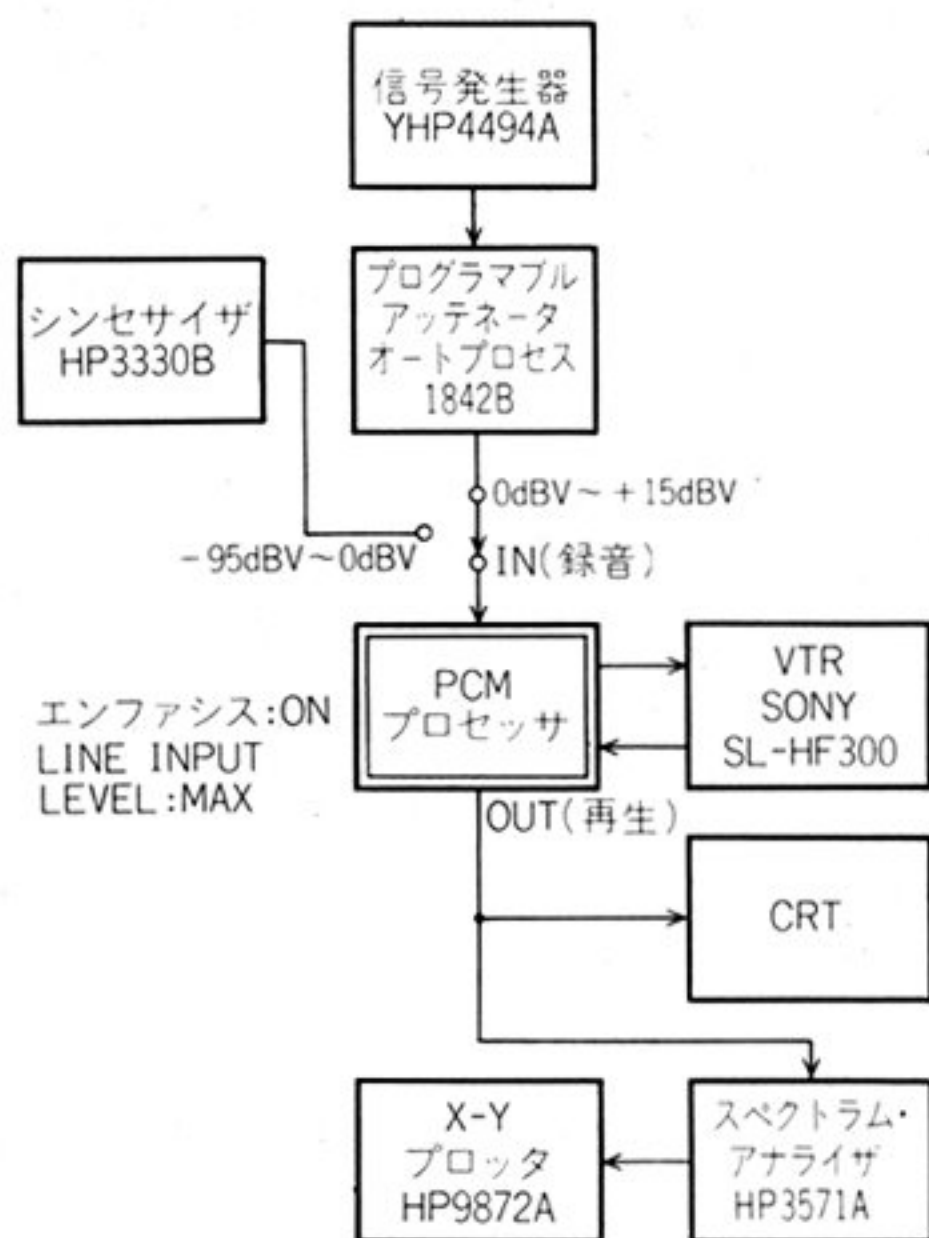 信号発生器
YHP4494A
プログラマブル
アッテネータ
オートプロセス
1842B
シンセサイザ
HP3330B
0dBV～+15dBV
-95dBV～0dBV
IN(録音)
PCM
プロセッサ
VTR
SONY
SL-HF300
エンファシス:ON
LINE INPUT
LEVEL:MAX
OUT(再生)
CRT
X-Y
プロッタ
HP9872A
スペクトラム・
アナライザ
HP3571A